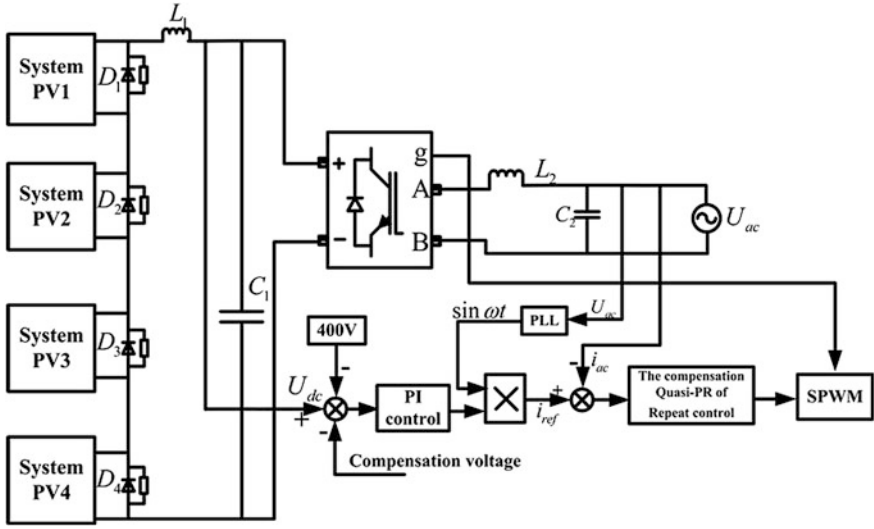 L1
System
PV1
D1
System
PV2
D2
System
PV3
D3
System
PV4
D4
C1
+
−
g
A
B
L2
C2
Uac
sin ωt
PLL
Uac
400V
-
Udc
+
-
Compensation voltage
PI
control
×
iref
+
-
iac
The compensation
Quasi-PR of
Repeat control
SPWM